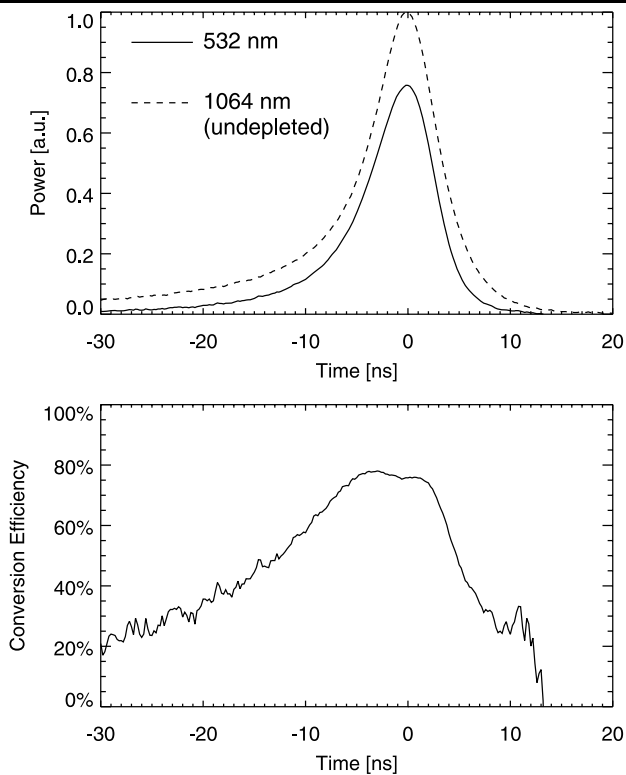 1.0
532 nm
0.8
1064 nm
(undepleted)
0.6
Power [a.u.]
0.4
0.2
0.0
-30 -20 -10 0 10 20
Time [ns]
100%
80%
60%
Conversion Efficiency
40%
20%
0%
-30 -20 -10 0 10 20
Time [ns]